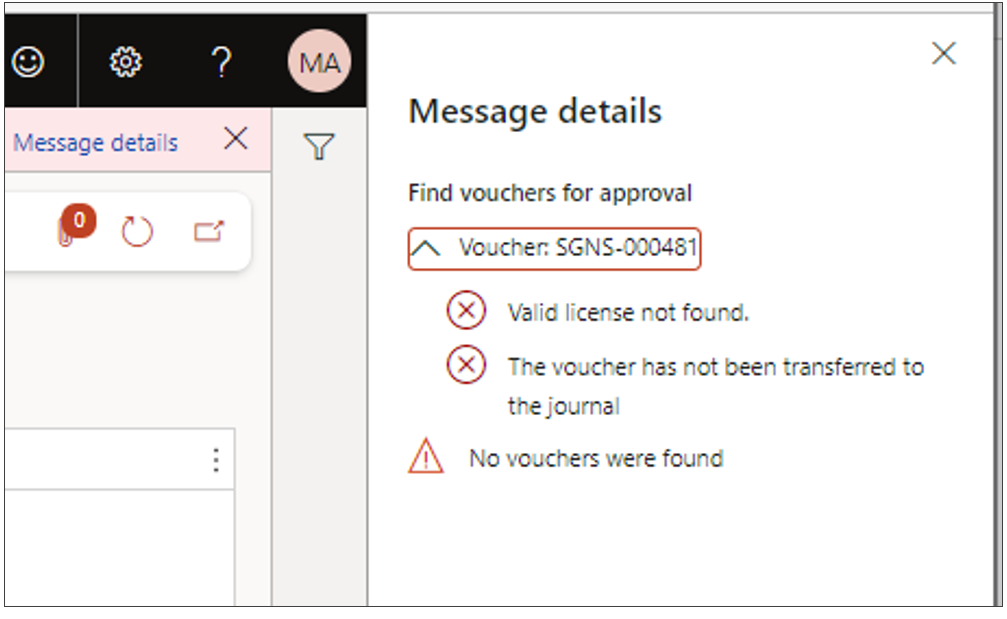 ?
MA
Message details
0
Message details
Find vouchers for approval
Voucher: SGNS-000481
Valid license not found.
The voucher has not been transferred to
the journal
No vouchers were found